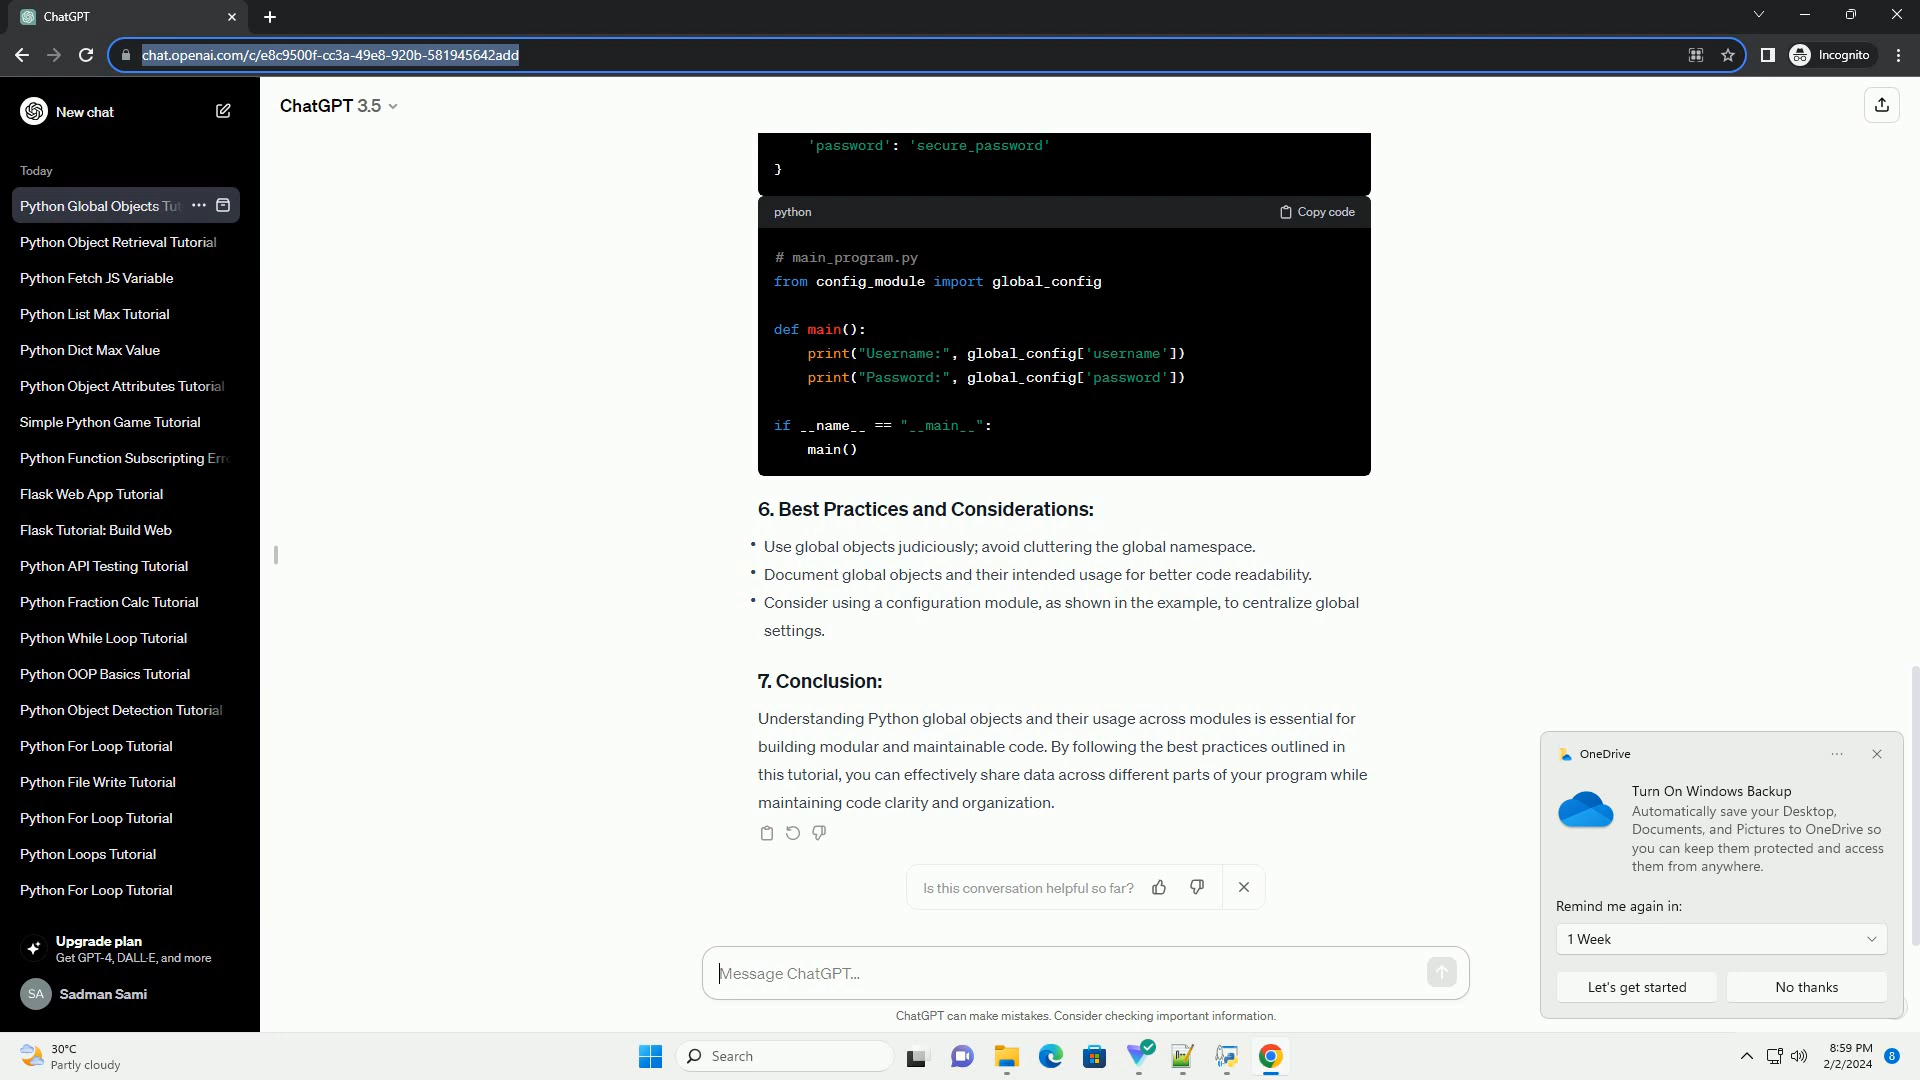 ChatGPT
chat.openai.com/c/e8c9500f-cc3a-49e8-920b-581945642add
Incognito
New chat
Today
Python Global Objects Tut
Python Object Retrieval Tutorial
Python Fetch JS Variable
Python List Max Tutorial
Python Dict Max Value
Python Object Attributes Tutorial
Simple Python Game Tutorial
Python Function Subscripting Erro
Flask Web App Tutorial
Flask Tutorial: Build Web
Python API Testing Tutorial
Python Fraction Calc Tutorial
Python While Loop Tutorial
Python OOP Basics Tutorial
Python Object Detection Tutorial
Python For Loop Tutorial
Python File Write Tutorial
Python For Loop Tutorial
Python Loops Tutorial
Python For Loop Tutorial
Upgrade plan
Get GPT-4, DALL·E, and more
SA Sadman Sami
ChatGPT 3.5
'password': 'secure_password'
}
python Copy code
# main_program.py
from config_module import global_config
def main():
print("Username:", global_config['username'])
print("Password:", global_config['password'])
if __name__ == "__main__":
main()
6. Best Practices and Considerations:
• Use global objects judiciously; avoid cluttering the global namespace.
• Document global objects and their intended usage for better code readability.
• Consider using a configuration module, as shown in the example, to centralize global
settings.
7. Conclusion:
Understanding Python global objects and their usage across modules is essential for
building modular and maintainable code. By following the best practices outlined in
this tutorial, you can effectively share data across different parts of your program while
maintaining code clarity and organization.
Is this conversation helpful so far?
Message ChatGPT...
ChatGPT can make mistakes. Consider checking important information.
OneDrive
Turn On Windows Backup
Automatically save your Desktop,
Documents, and Pictures to OneDrive so
you can keep them protected and access
them from anywhere.
Remind me again in:
1 Week
Let's get started No thanks
30°C
Partly cloudy
Search
8:59 PM
2/2/2024
8